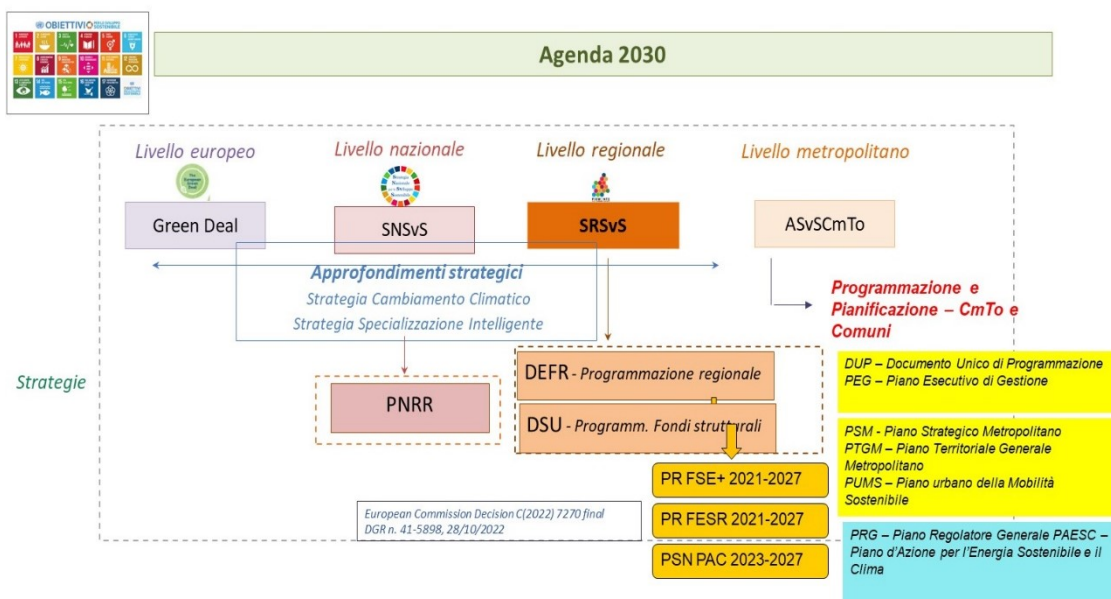 OBIETTIVI
Agenda 2030
Livello europeo
Livello nazionale
Livello regionale
Livello metropolitano
Green Deal
SNSvS
SRSvS
ASvSCmTo
Approfondimenti strategici
Strategia Cambiamento Climatico
Strategia Specializzazione Intelligente
Programmazione e
Pianificazione – CmTo e
Comuni
Strategie
PNRR
DEFR - Programmazione regionale
DSU - Programm. Fondi strutturali
PR FSE+ 2021-2027
PR FESR 2021-2027
PSN PAC 2023-2027
European Commission Decision C(2022) 7270 final
DGR n. 41-5898, 28/10/2022
DUP – Documento Unico di Programmazione
PEG – Piano Esecutivo di Gestione
PSM - Piano Strategico Metropolitano
PTGM – Piano Territoriale Generale
Metropolitano
PUMS – Piano urbano della Mobilità
Sostenibile
PRG – Piano Regolatore Generale PAESC –
Piano d'Azione per l'Energia Sostenibile e il
Clima